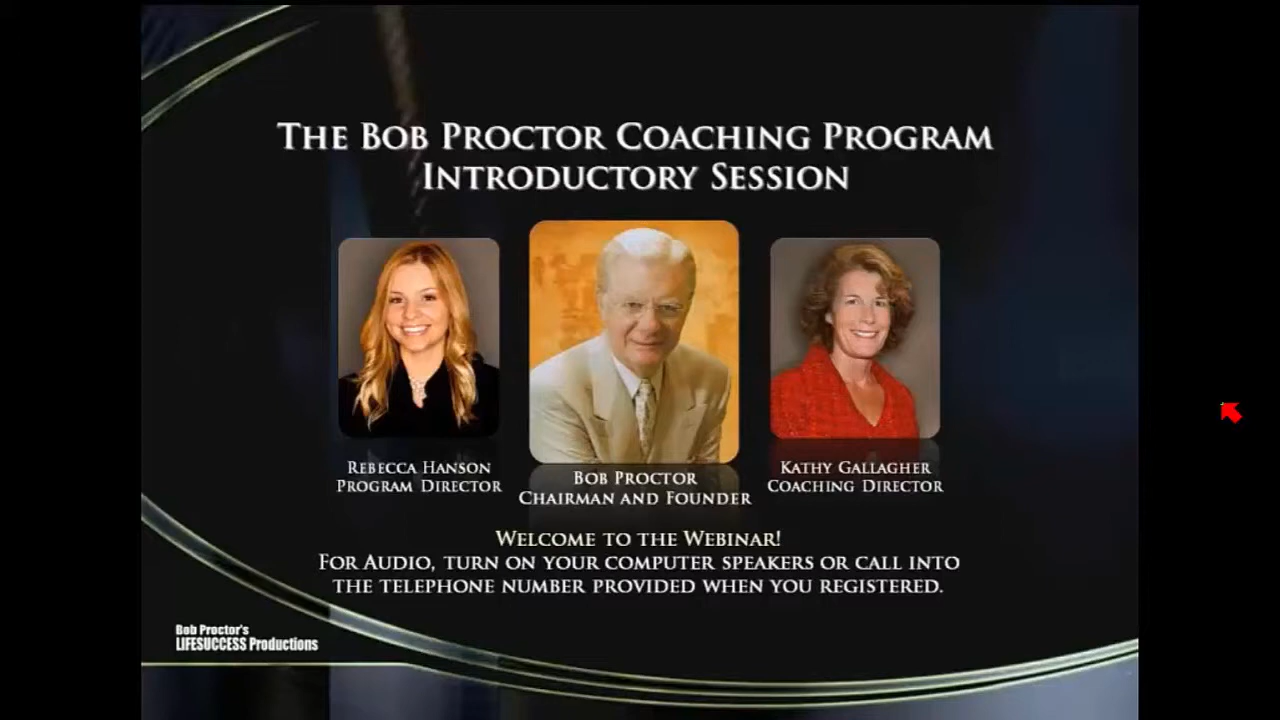 The Bob Proctor Coaching Program
Introductory Session
Rebecca Hanson
Program Director
Bob Proctor
Chairman and Founder
Kathy Gallagher
Coaching Director
Welcome to the Webinar!
For Audio, turn on your computer speakers or call into
the telephone number provided when you registered.
Bob Proctor's
LIFESUCCESS Productions